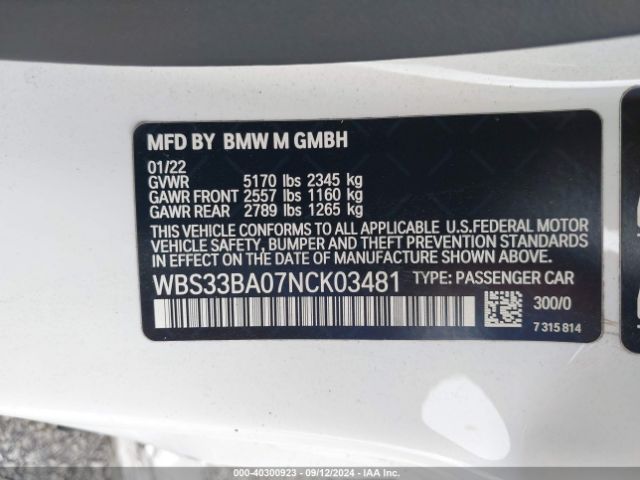 MFD BY BMW M GMBH
01/22
GVWR 5170 lbs 2345 kg
GAWR FRONT 2557 lbs 1160 kg
GAWR REAR 2789 lbs 1265 kg
THIS VEHICLE CONFORMS TO ALL APPLICABLE U.S.FEDERAL MOTOR
VEHICLE SAFETY, BUMPER AND THEFT PREVENTION STANDARDS
IN EFFECT ON THE DATE OF MANUFACTURE SHOWN ABOVE.
WBS33BA07NCK03481 TYPE: PASSENGER CAR
300/0
7 315 814
000-40300923 - 09/12/2024 - IAA Inc.